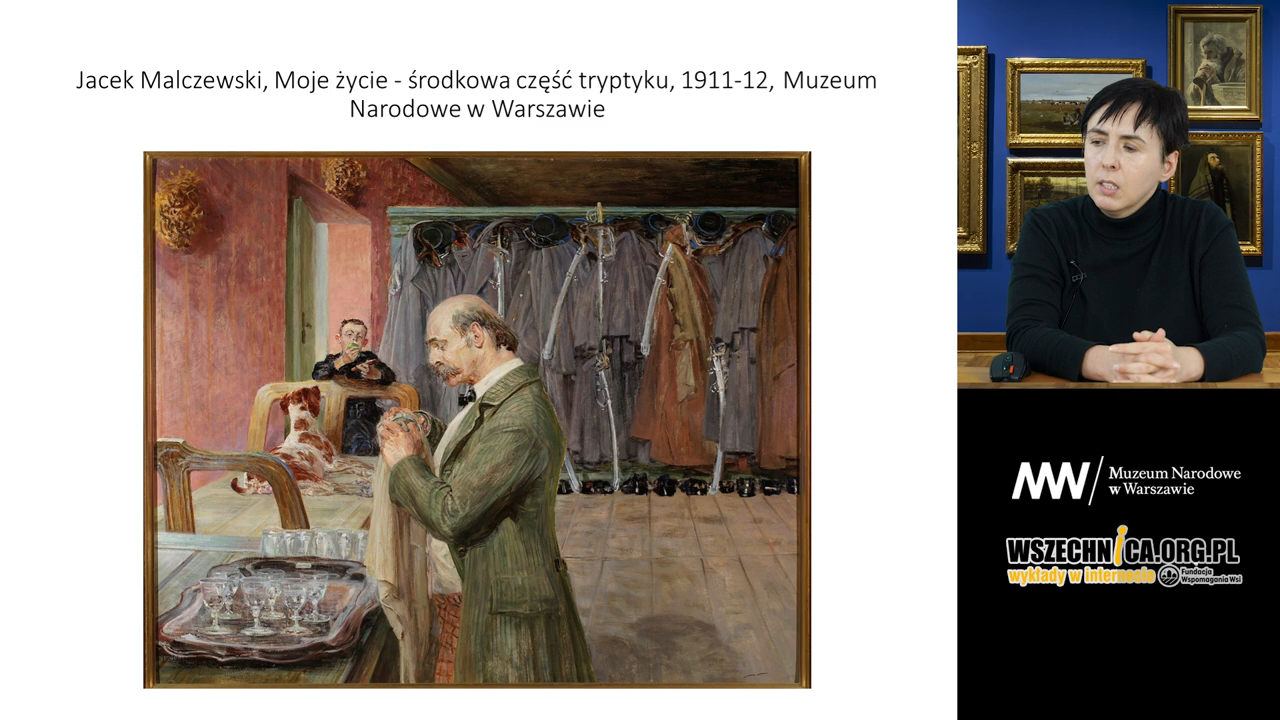 Jacek Malczewski, Moje życie - środkowa część tryptyku, 1911-12, Muzeum
Narodowe w Warszawie
MNW / Muzeum Narodowe
w Warszawie
WSZECHNICA.ORG.PL
wykłady w internecie Fundacja
Wspomagania Wsi